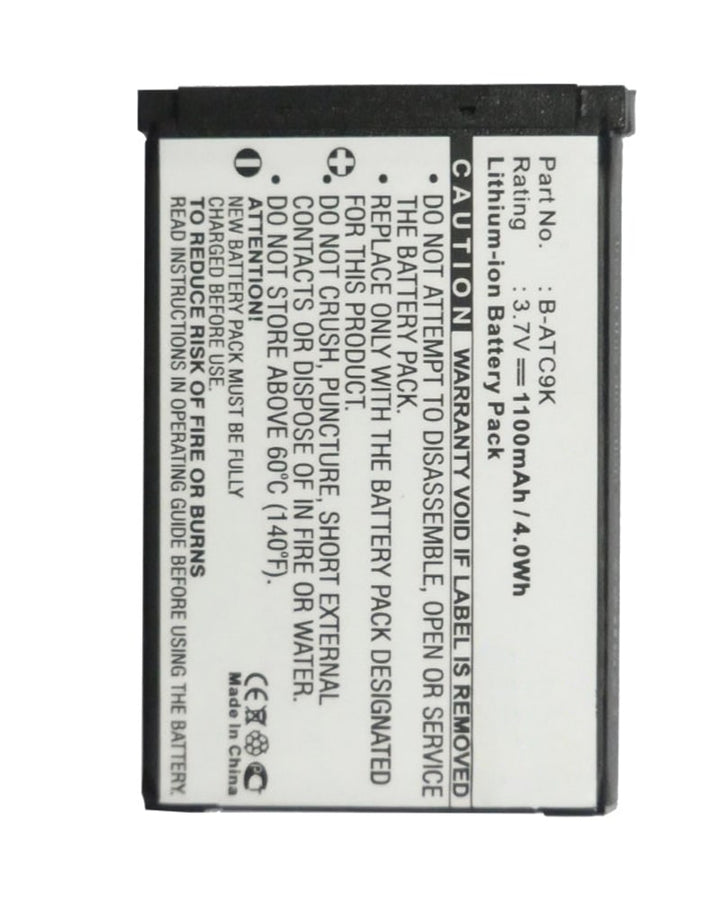 Part No. : B-ATC9K
Rating : 3.7V 1100mAh / 4.0Wh
Lithium-ion Battery Pack
CAUTION WARRANTY VOID IF LABEL IS REMOVED
• DO NOT ATTEMPT TO DISASSEMBLE, OPEN OR SERVICE
THE BATTERY PACK.
• REPLACE ONLY WITH THE BATTERY PACK DESIGNATED
FOR THIS PRODUCT.
• DO NOT CRUSH, PUNCTURE, SHORT EXTERNAL
CONTACTS OR DISPOSE OF IN FIRE OR WATER.
• DO NOT STORE ABOVE 60°C (140°F).
ATTENTION!
NEW BATTERY PACK MUST BE FULLY
CHARGED BEFORE USE.
TO REDUCE RISK OF FIRE OR BURNS
READ INSTRUCTIONS OF OPERATING GUIDE BEFORE USING THE BATTERY.
CE
Made In China